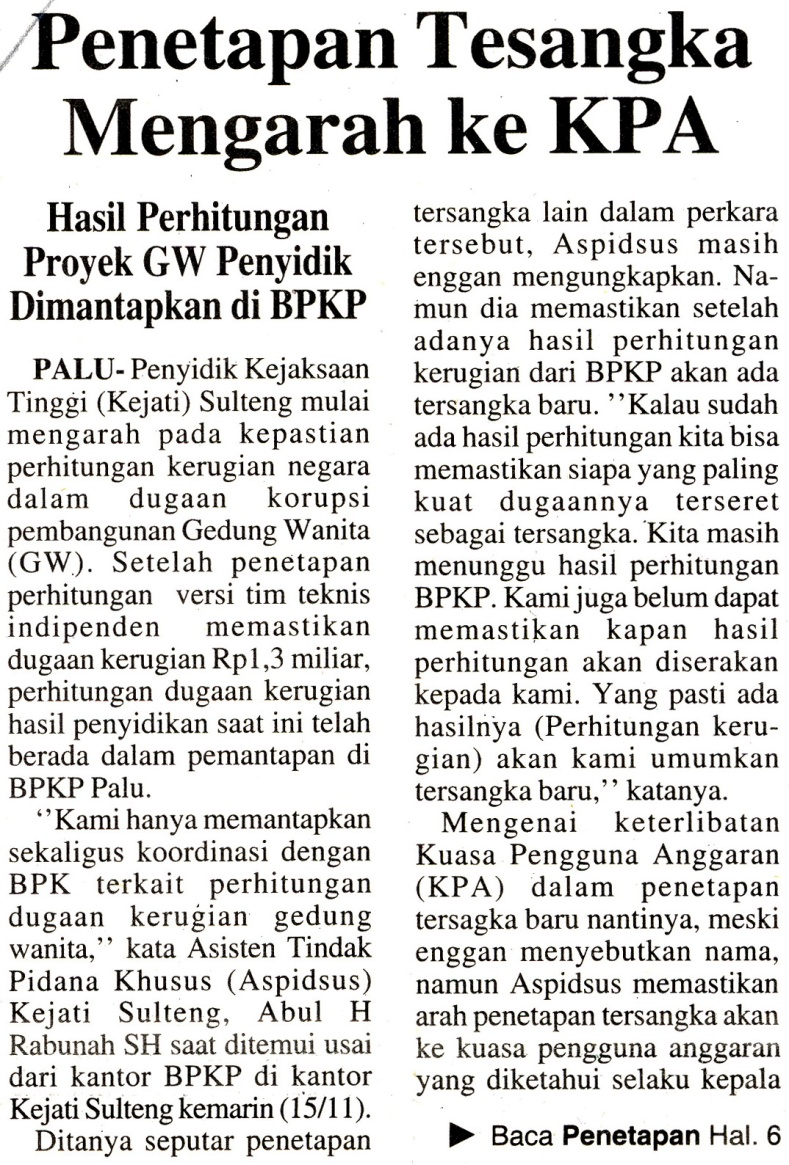 Penetapan Tesangka
Mengarah ke KPA
Hasil Perhitungan
Proyek GW Penyidik
Dimantapkan di BPKP
PALU- Penyidik Kejaksaan
Tinggi (Kejati) Sulteng mulai
mengarah pada kepastian
perhitungan kerugian negara
dalam dugaan korupsi
pembangunan Gedung Wanita
(GW). Setelah penetapan
perhitungan versi tim teknis
indipenden memastikan
dugaan kerugian Rp1,3 miliar,
perhitungan dugaan kerugian
hasil penyidikan saat ini telah
berada dalam pemantapan di
BPKP Palu.
‘‘Kami hanya memantapkan
sekaligus koordinasi dengan
BPK terkait perhitungan
dugaan kerugian gedung
wanita,’’ kata Asisten Tindak
Pidana Khusus (Aspidsus)
Kejati Sulteng, Abul H
Rabunah SH saat ditemui usai
dari kantor BPKP di kantor
Kejati Sulteng kemarin (15/11).
Ditanya seputar penetapan
tersangka lain dalam perkara
tersebut, Aspidsus masih
enggan mengungkapkan. Na-
mun dia memastikan setelah
adanya hasil perhitungan
kerugian dari BPKP akan ada
tersangka baru. ’’Kalau sudah
ada hasil perhitungan kita bisa
memastikan siapa yang paling
kuat dugaannya terseret
sebagai tersangka. Kita masih
menunggu hasil perhitungan
BPKP. Kami juga belum dapat
memastikan kapan hasil
perhitungan akan diserakan
kepada kami. Yang pasti ada
hasilnya (Perhitungan keru-
gian) akan kami umumkan
tersangka baru,’’ katanya.
Mengenai keterlibatan
Kuasa Pengguna Anggaran
(KPA) dalam penetapan
tersagka baru nantinya, meski
enggan menyebutkan nama,
namun Aspidsus memastikan
arah penetapan tersangka akan
ke kuasa pengguna anggaran
yang diketahui selaku kepala
► Baca Penetapan Hal. 6